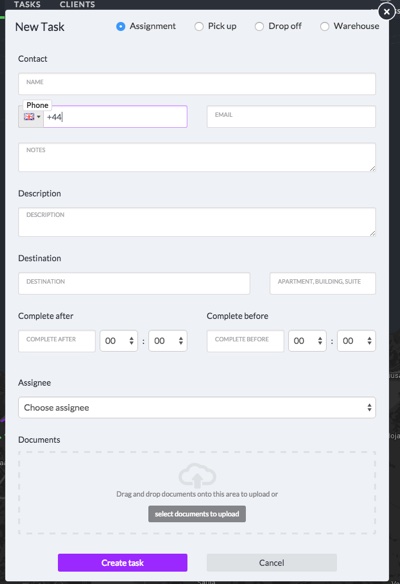 TASKS CLIENTS
New Task Assignment Pick up Drop off Warehouse
Contact
NAME
Phone
+44
EMAIL
NOTES
Description
DESCRIPTION
Destination
DESTINATION APARTMENT, BUILDING, SUITE
Complete after Complete before
COMPLETE AFTER 00 : 00 COMPLETE BEFORE 00 : 00
Assignee
Choose assignee
Documents
Drag and drop documents onto this area to upload or
select documents to upload
Create task Cancel